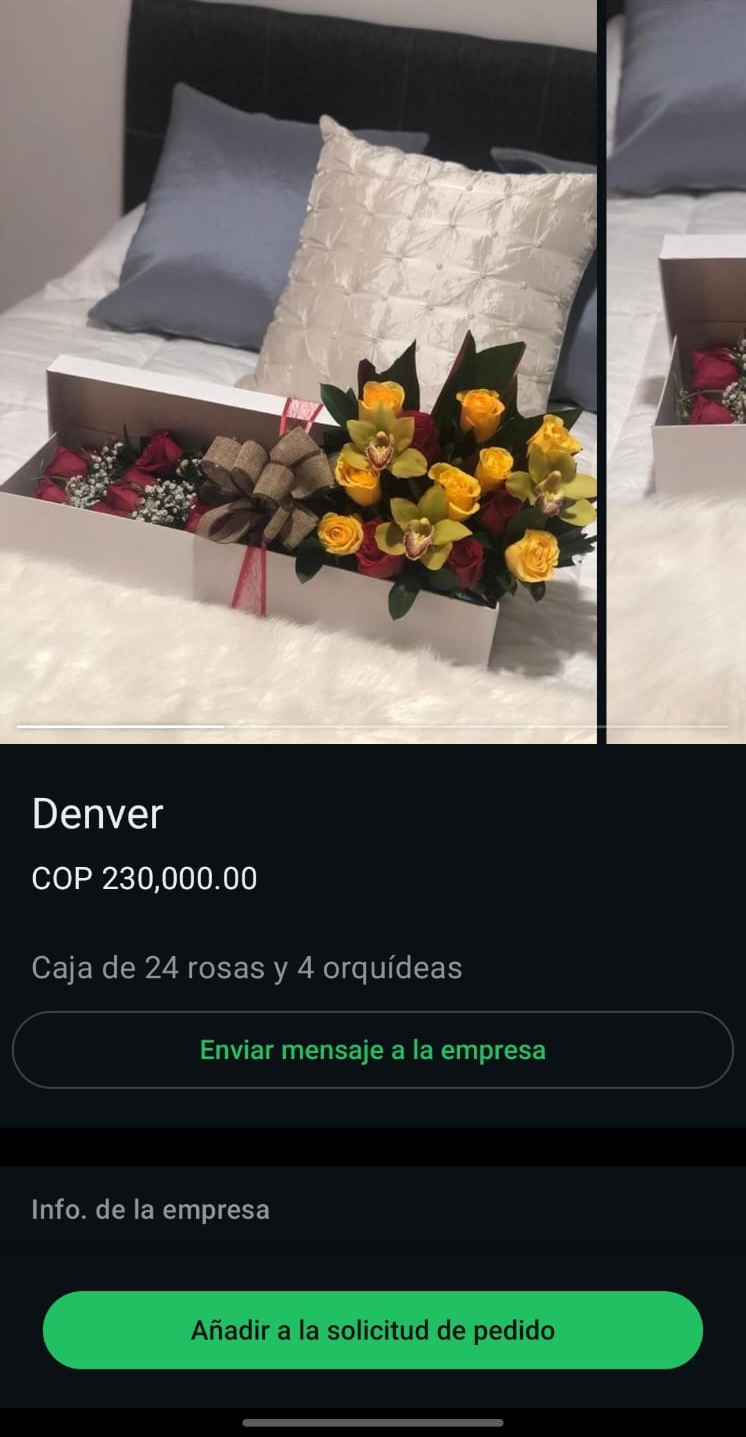 Denver
COP 230,000.00
Caja de 24 rosas y 4 orquídeas
Enviar mensaje a la empresa
Info. de la empresa
Añadir a la solicitud de pedido